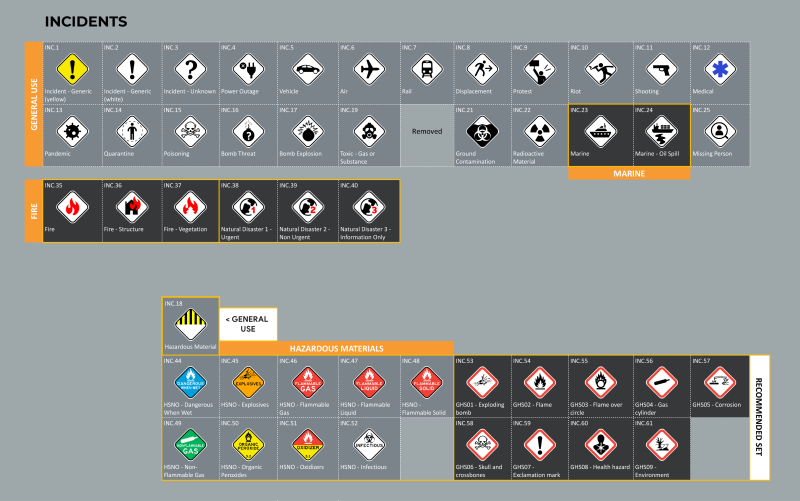 INCIDENTS
GENERAL USE
INC.1
Incident - Generic
(yellow)
INC.2
Incident - Generic
(white)
INC.3
Incident - Unknown
INC.4
Power Outage
INC.5
Vehicle
INC.6
Air
INC.7
Rail
INC.8
Displacement
INC.9
Protest
INC.10
Riot
INC.11
Shooting
INC.12
Medical
INC.13
Pandemic
INC.14
Quarantine
INC.15
Poisoning
INC.16
Bomb Threat
INC.17
Bomb Explosion
INC.19
Toxic - Gas or
Substance
Removed
INC.21
Ground
Contamination
INC.22
Radioactive
Material
INC.23
Marine
INC.24
Marine - Oil Spill
INC.25
Missing Person
MARINE
FIRE
INC.35
Fire
INC.36
Fire - Structure
INC.37
Fire - Vegetation
INC.38
1
Natural Disaster 1 -
Urgent
INC.39
2
Natural Disaster 2 -
Non Urgent
INC.40
3
Natural Disaster 3 -
Information Only
INC.18
Hazardous Material
< GENERAL
USE
HAZARDOUS MATERIALS
RECOMMENDED SET
INC.44
DANGEROUS
WHEN WET
HSNO - Dangerous
When Wet
INC.45
EXPLOSIVES
HSNO - Explosives
INC.46
FLAMMABLE
GAS
HSNO - Flammable
Gas
INC.47
FLAMMABLE
LIQUID
HSNO - Flammable
Liquid
INC.48
FLAMMABLE
SOLID
HSNO -
Flammable Solid
INC.53
GHS01 - Exploding
bomb
INC.54
GHS02 - Flame
INC.55
GHS03 - Flame over
circle
INC.56
GHS04 - Gas
cylinder
INC.57
GHS05 - Corrosion
INC.49
NON-FLAMMABLE
GAS
HSNO - Non-
Flammable Gas
INC.50
ORGANIC
PEROXIDES
HSNO - Organic
Peroxides
INC.51
OXIDIZER
HSNO - Oxidizers
INC.52
INFECTIOUS
HSNO - Infectious
INC.58
GHS06 - Skull and
crossbones
INC.59
GHS07 -
Exclamation mark
INC.60
GHS08 - Health hazard
INC.61
GHS09 -
Environment